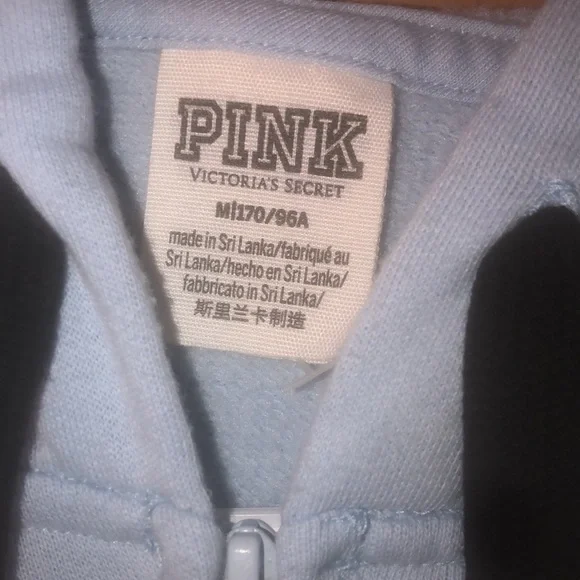 PINK
VICTORIA'S SECRET
M|170/96A
made in Sri Lanka/fabriqué au
Sri Lanka/hecho en Sri Lanka/
fabbricato in Sri Lanka/
斯里兰卡制造